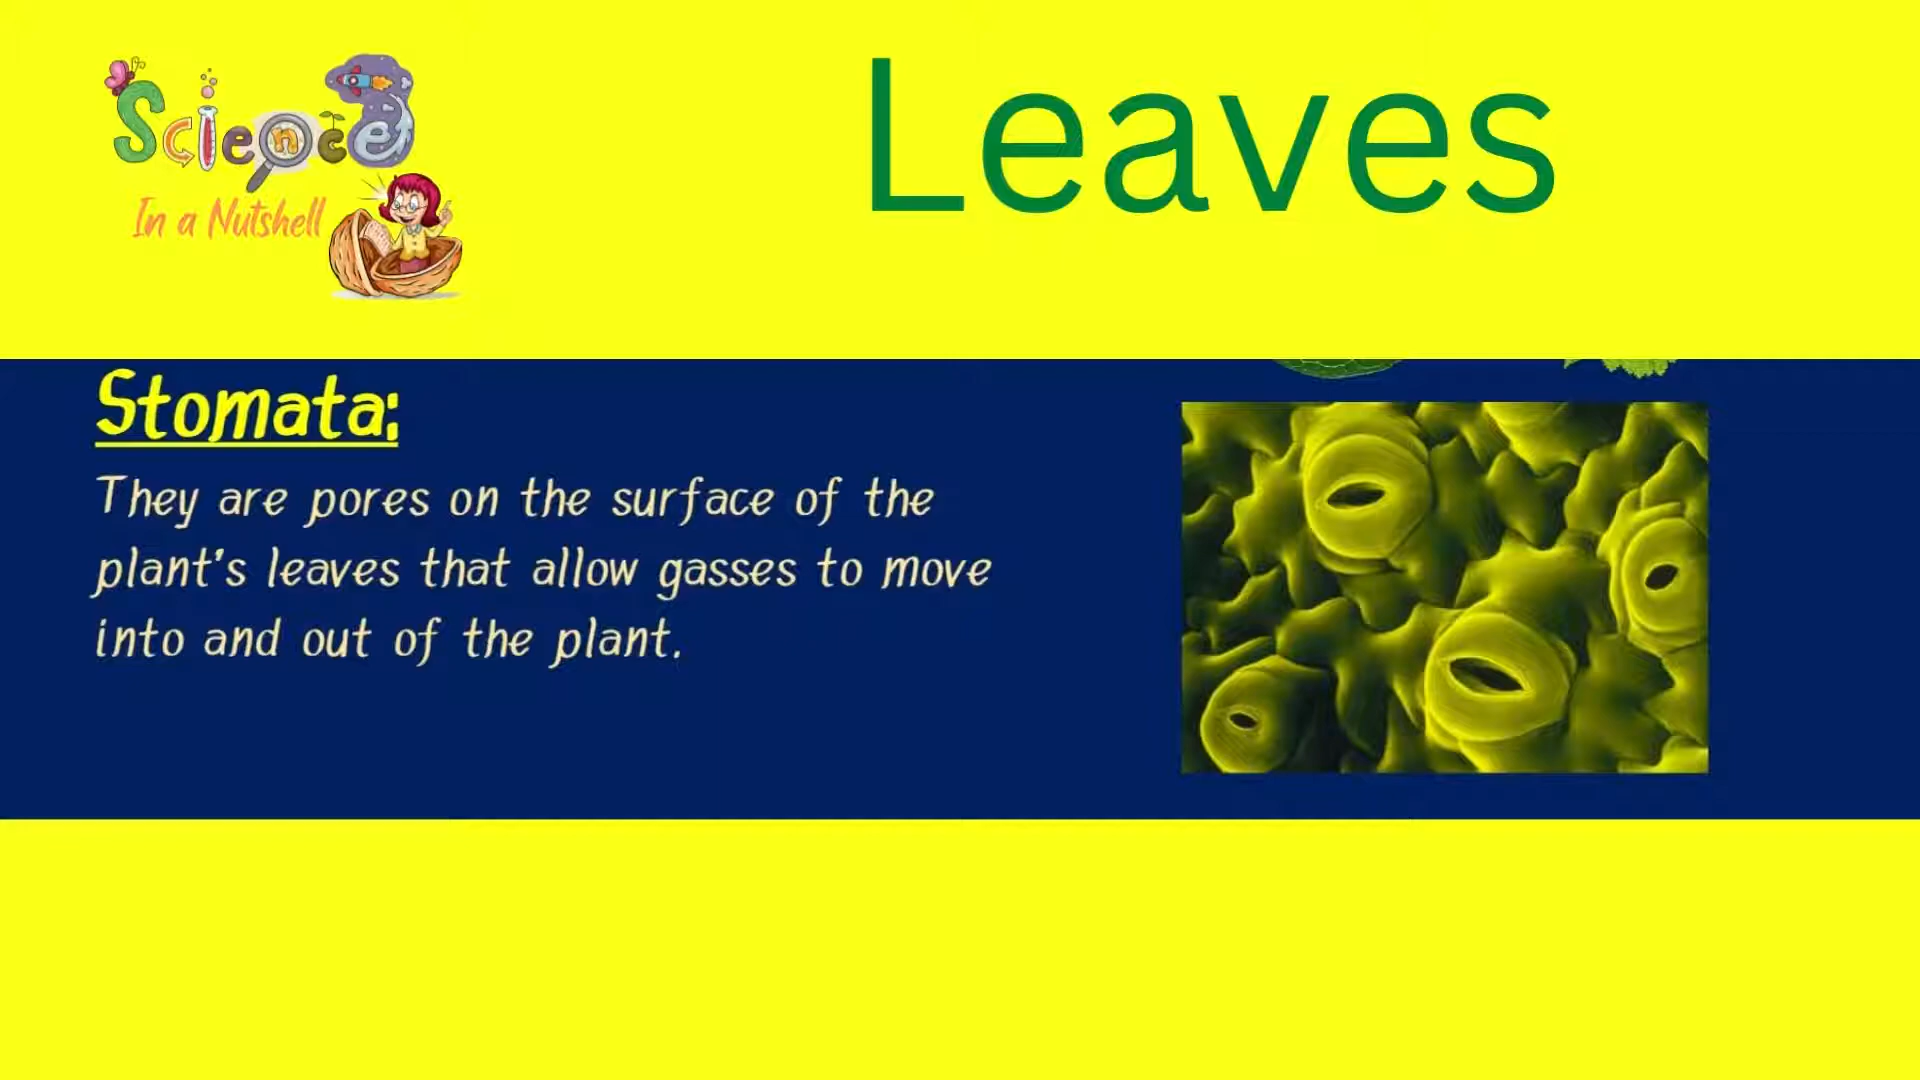 Science
In a Nutshell
Leaves
Stomata:
They are pores on the surface of the
plant's leaves that allow gasses to move
into and out of the plant.